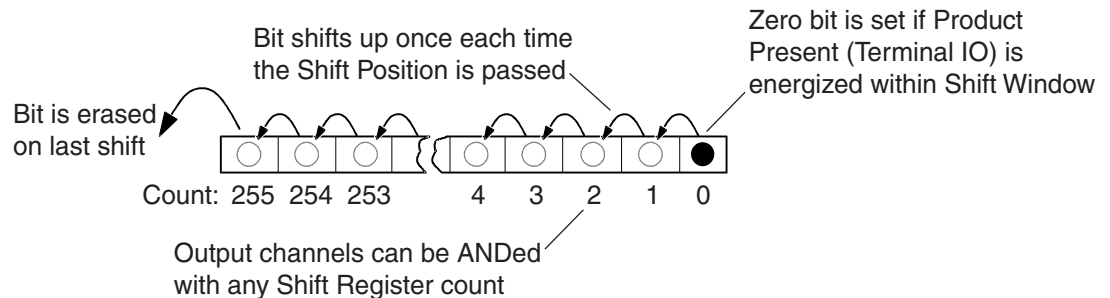 Zero bit is set if Product
Present (Terminal IO) is
energized within Shift Window
Bit shifts up once each time
the Shift Position is passed
Bit is erased
on last shift
Count: 255 254 253 4 3 2 1 0
Output channels can be ANDed
with any Shift Register count